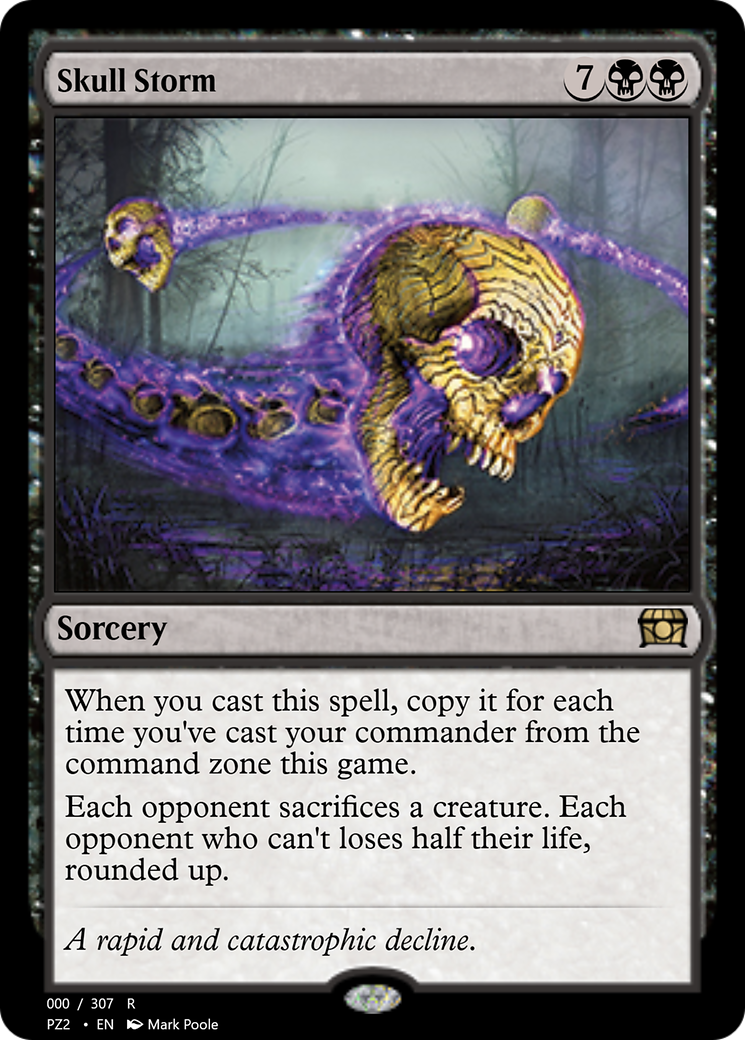 Skull Storm 7
Sorcery
When you cast this spell, copy it for each
time you've cast your commander from the
command zone this game.
Each opponent sacrifices a creature. Each
opponent who can't loses half their life,
rounded up.
A rapid and catastrophic decline.
000 / 307 R
PZ2 • EN Mark Poole